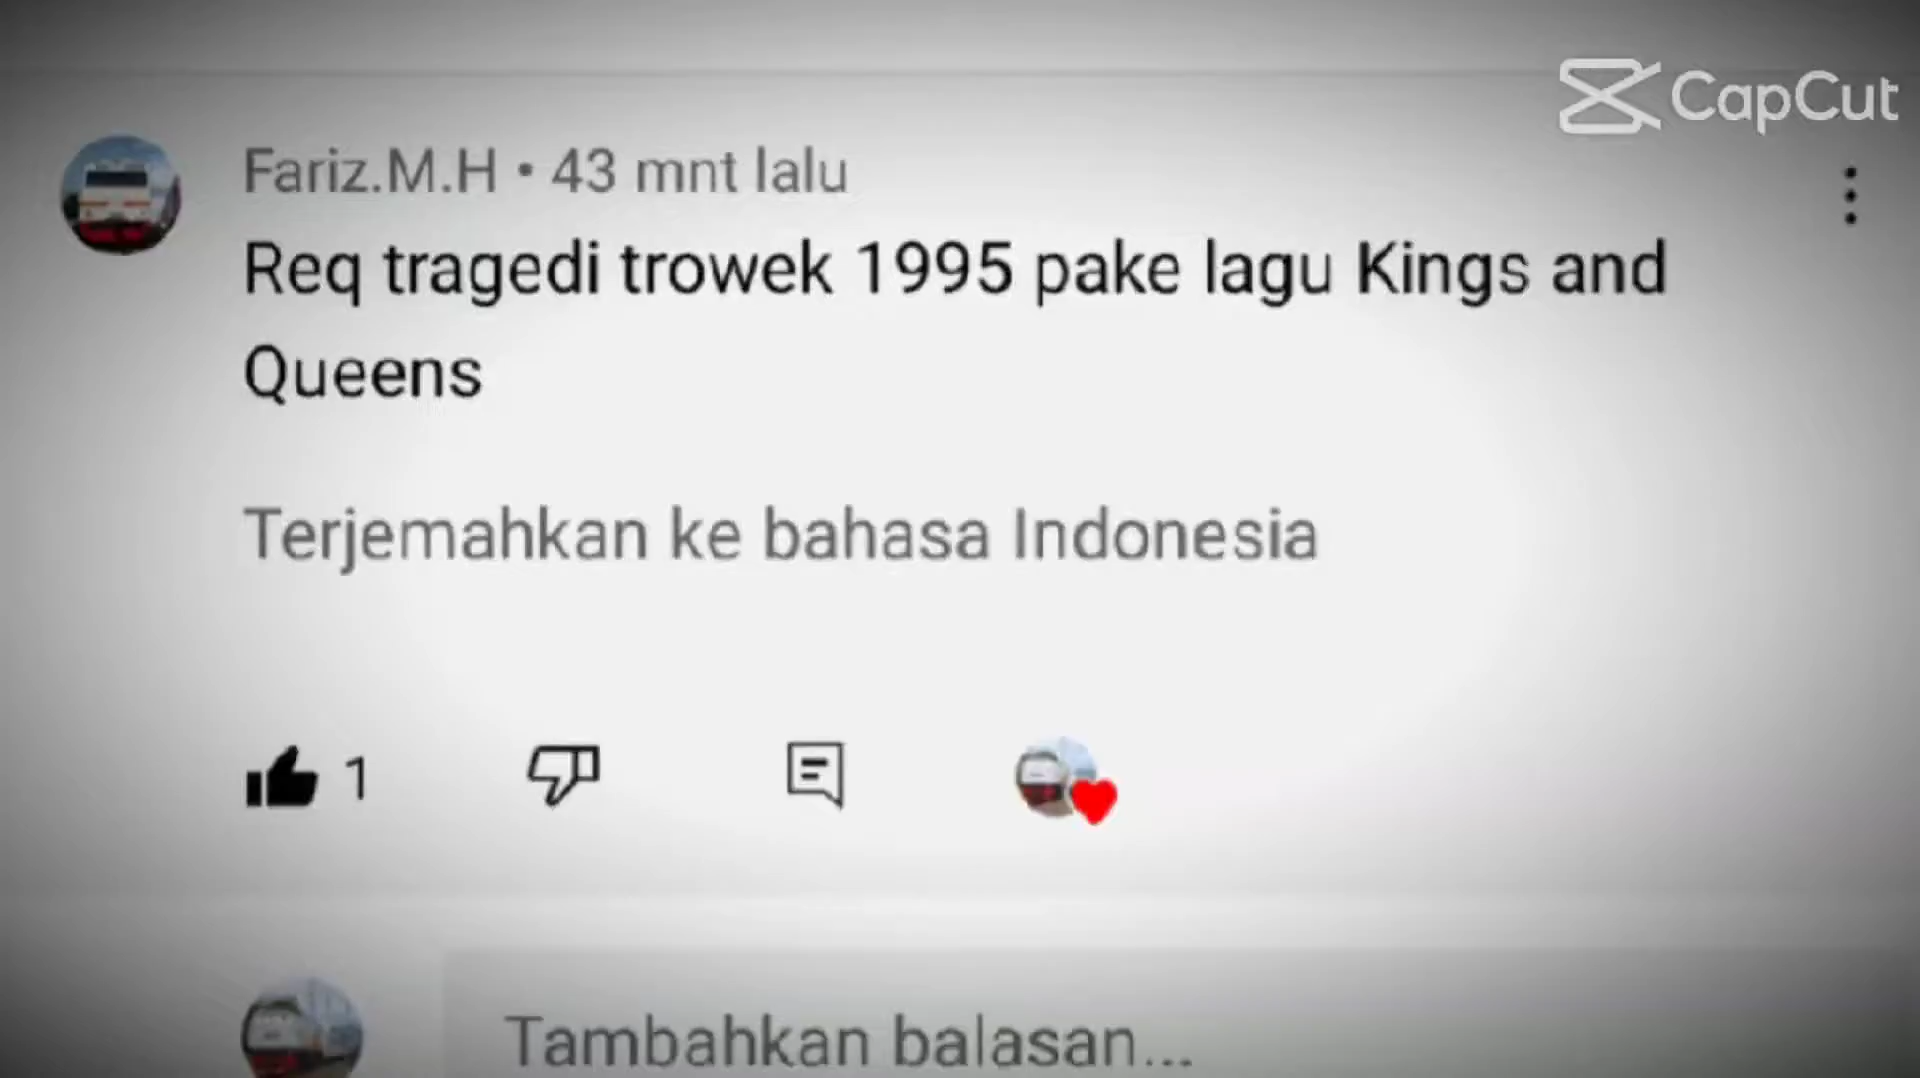 CapCut
Fariz.M.H • 43 mnt lalu
Req tragedi trowek 1995 pake lagu Kings and
Queens
Terjemahkan ke bahasa Indonesia
1
Tambahkan balasan...